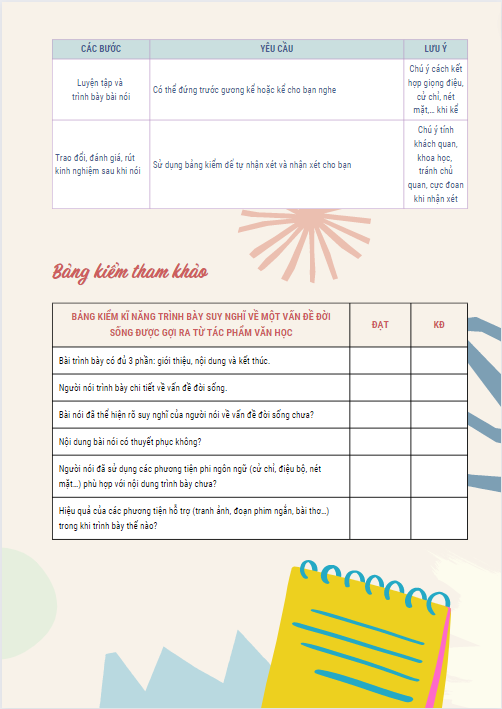 CÁC BƯỚC
YÊU CẦU
LƯU Ý
Luyện tập và
trình bày bài nói
Có thể đứng trước gương kể hoặc kể cho bạn nghe
Chú ý cách kết
hợp giọng điệu,
cử chỉ, nét
mặt,... khi kể
Trao đổi, đánh giá, rút
kinh nghiệm sau khi nói
Sử dụng bảng kiểm để tự nhận xét và nhận xét cho bạn
Chú ý tính
khách quan,
khoa học,
tránh chủ
quan, cực đoan
khi nhận xét
Bảng kiểm tham khảo
BẢNG KIỂM KĨ NĂNG TRÌNH BÀY SUY NGHĨ VỀ MỘT VẤN ĐỀ ĐỜI
SỐNG ĐƯỢC GỢI RA TỪ TÁC PHẨM VĂN HỌC
ĐẠT
KĐ
Bài trình bày có đủ 3 phần: giới thiệu, nội dung và kết thúc.
Người nói trình bày chi tiết về vấn đề đời sống.
Bài nói đã thể hiện rõ suy nghĩ của người nói về vấn đề đời sống chưa?
Nội dung bài nói có thuyết phục không?
Người nói đã sử dụng các phương tiện phi ngôn ngữ (cử chỉ, điệu bộ, nét
mặt…) phù hợp với nội dung trình bày chưa?
Hiệu quả của các phương tiện hỗ trợ (tranh ảnh, đoạn phim ngắn, bài thơ…)
trong khi trình bày thế nào?